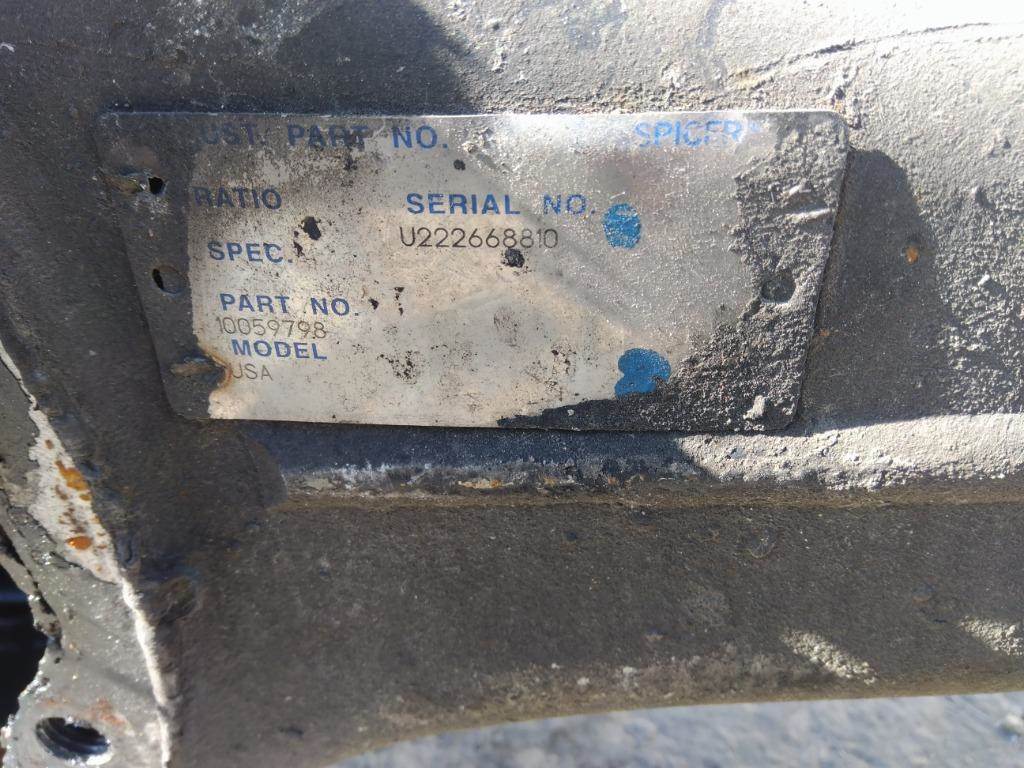 UST. PART NO. SPICER
RATIO SERIAL NO.
U222668810
SPEC.
PART NO.
10059798
MODEL
USA